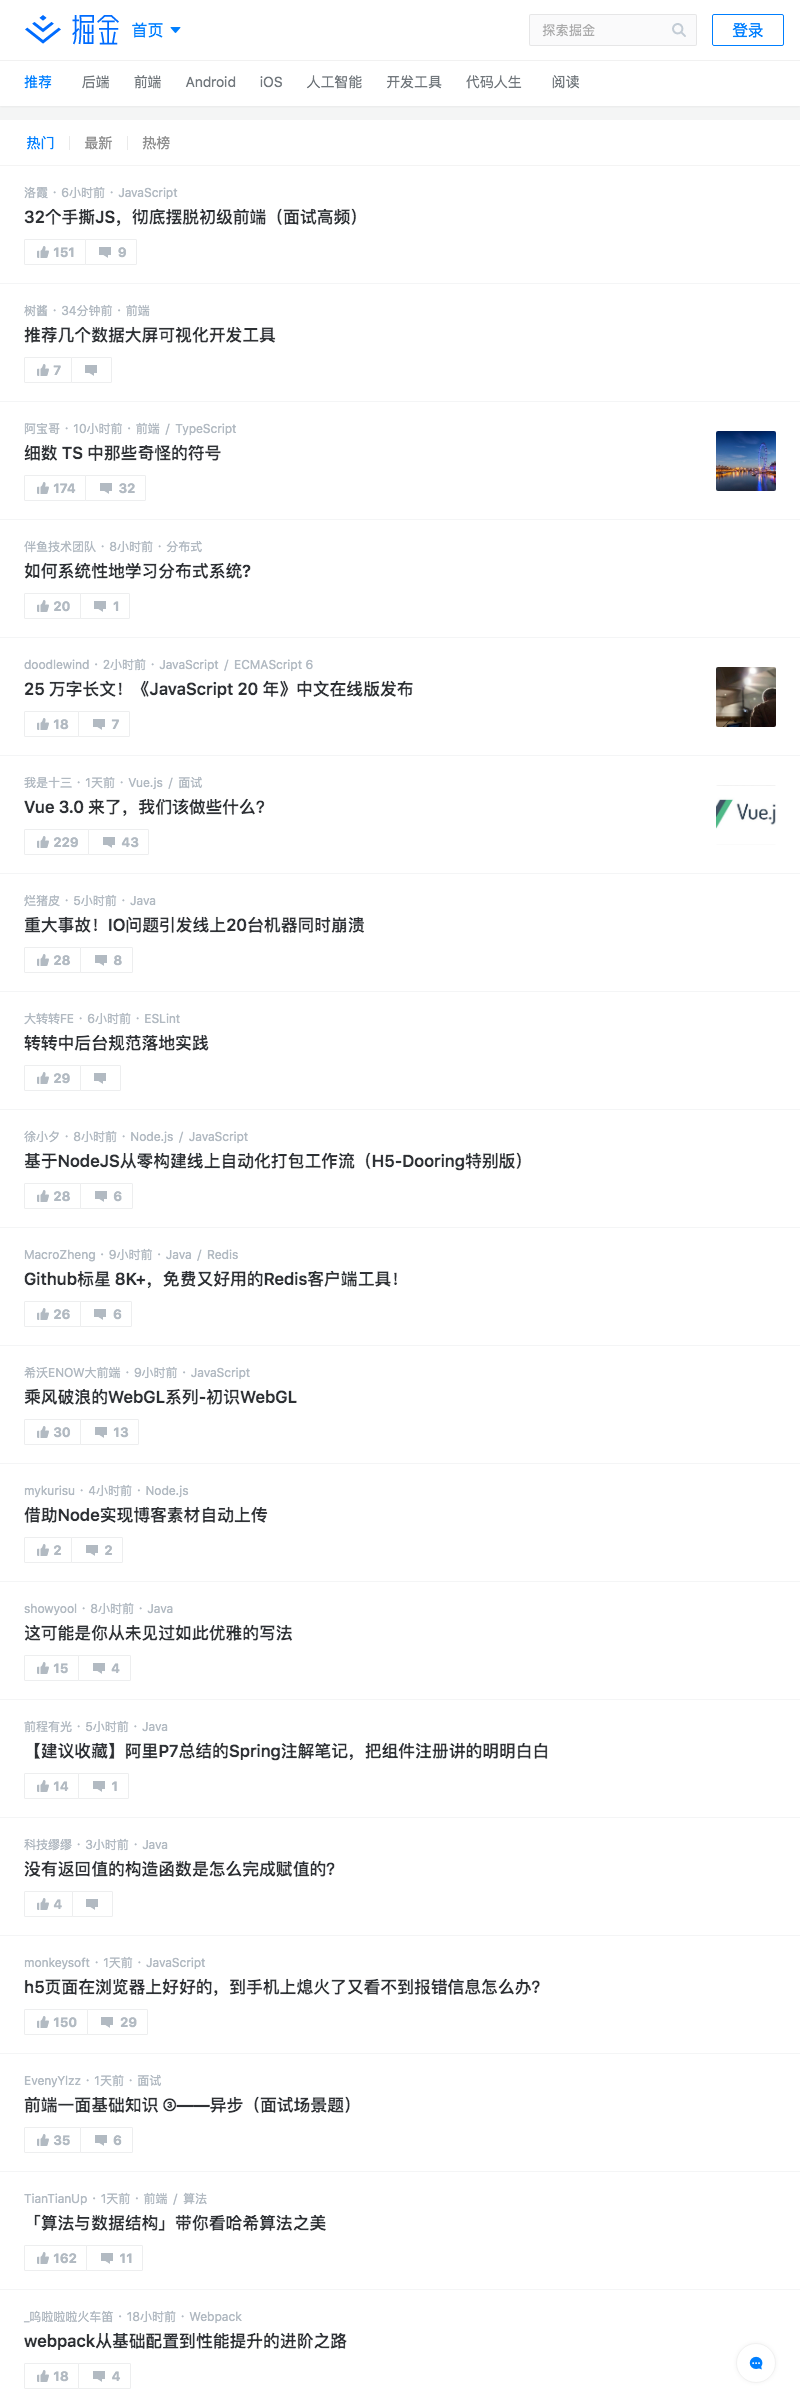 掘金 首页
探索掘金
登录
推荐 后端 前端 Android iOS 人工智能 开发工具 代码人生 阅读
热门 最新 热榜
洛霞 · 6小时前 · JavaScript
32个手撕JS，彻底摆脱初级前端（面试高频）
151 9
树酱 · 34分钟前 · 前端
推荐几个数据大屏可视化开发工具
7
阿宝哥 · 10小时前 · 前端 / TypeScript
细数 TS 中那些奇怪的符号
174 32
伴鱼技术团队 · 8小时前 · 分布式
如何系统性地学习分布式系统?
20 1
doodlewind · 2小时前 · JavaScript / ECMAScript 6
25 万字长文！《JavaScript 20 年》中文在线版发布
18 7
我是十三 · 1天前 · Vue.js / 面试
Vue 3.0 来了，我们该做些什么?
Vue.j
229 43
烂猪皮 · 5小时前 · Java
重大事故！IO问题引发线上20台机器同时崩溃
28 8
大转转FE · 6小时前 · ESLint
转转中后台规范落地实践
29
徐小夕 · 8小时前 · Node.js / JavaScript
基于NodeJS从零构建线上自动化打包工作流（H5-Dooring特别版）
28 6
MacroZheng · 9小时前 · Java / Redis
Github标星 8K+，免费又好用的Redis客户端工具！
26 6
希沃ENOW大前端 · 9小时前 · JavaScript
乘风破浪的WebGL系列-初识WebGL
30 13
mykurisu · 4小时前 · Node.js
借助Node实现博客素材自动上传
2 2
showyool · 8小时前 · Java
这可能是你从未见过如此优雅的写法
15 4
前程有光 · 5小时前 · Java
【建议收藏】阿里P7总结的Spring注解笔记，把组件注册讲的明明白白
14 1
科技缪缪 · 3小时前 · Java
没有返回值的构造函数是怎么完成赋值的?
4
monkeysoft · 1天前 · JavaScript
h5页面在浏览器上好好的，到手机上熄火了又看不到报错信息怎么办?
150 29
EvenyYlzz · 1天前 · 面试
前端一面基础知识 ③——异步（面试场景题）
35 6
TianTianUp · 1天前 · 前端 / 算法
「算法与数据结构」带你看哈希算法之美
162 11
_呜啦啦啦火车笛 · 18小时前 · Webpack
webpack从基础配置到性能提升的进阶之路
18 4